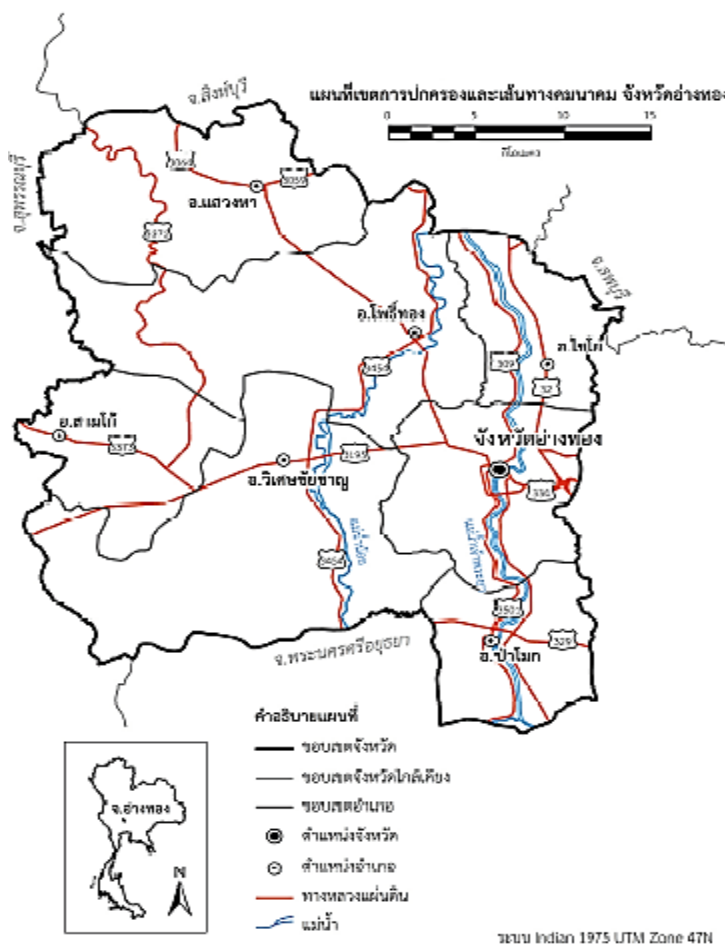 จ.สิงห์บุรี
แผนที่เขตการปกครองและเส้นทางคมนาคม จังหวัดอ่างทอง
0 5 10 15
กิโลเมตร
จ.สุพรรณบุรี
3064
3059
อ.แสวงหา
3373
จ.ลพบุรี
อ.โพธิ์ทอง
3454
309
อ.ไชโย
32
อ.สามโก้
3373
3195
จังหวัดอ่างทอง
อ.วิเศษชัยชาญ
334
แม่น้ำน้อย
3454
แม่น้ำเจ้าพระยา
3501
329
อ.ป่าโมก
จ.พระนครศรีอยุธยา
คำอธิบายแผนที่
ขอบเขตจังหวัด
ขอบเขตจังหวัดใกล้เคียง
ขอบเขตอำเภอ
ตำแหน่งจังหวัด
ตำแหน่งอำเภอ
ทางหลวงแผ่นดิน
แม่น้ำ
จ.อ่างทอง
N
ระบบ Indian 1975 UTM Zone 47N